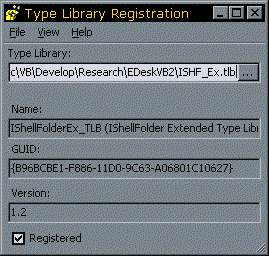 Type Library Registration
File View Help
Type Library:
c\VB\Develop\Research\EDeskVB2\ISHF_Ex.tlb ...
Name:
IShellFolderEx_TLB (IShellFolder Extended Type Libr
GUID:
{B96BCBE1-F886-11D0-9C63-A06801C10627}
Version:
1.2
Registered